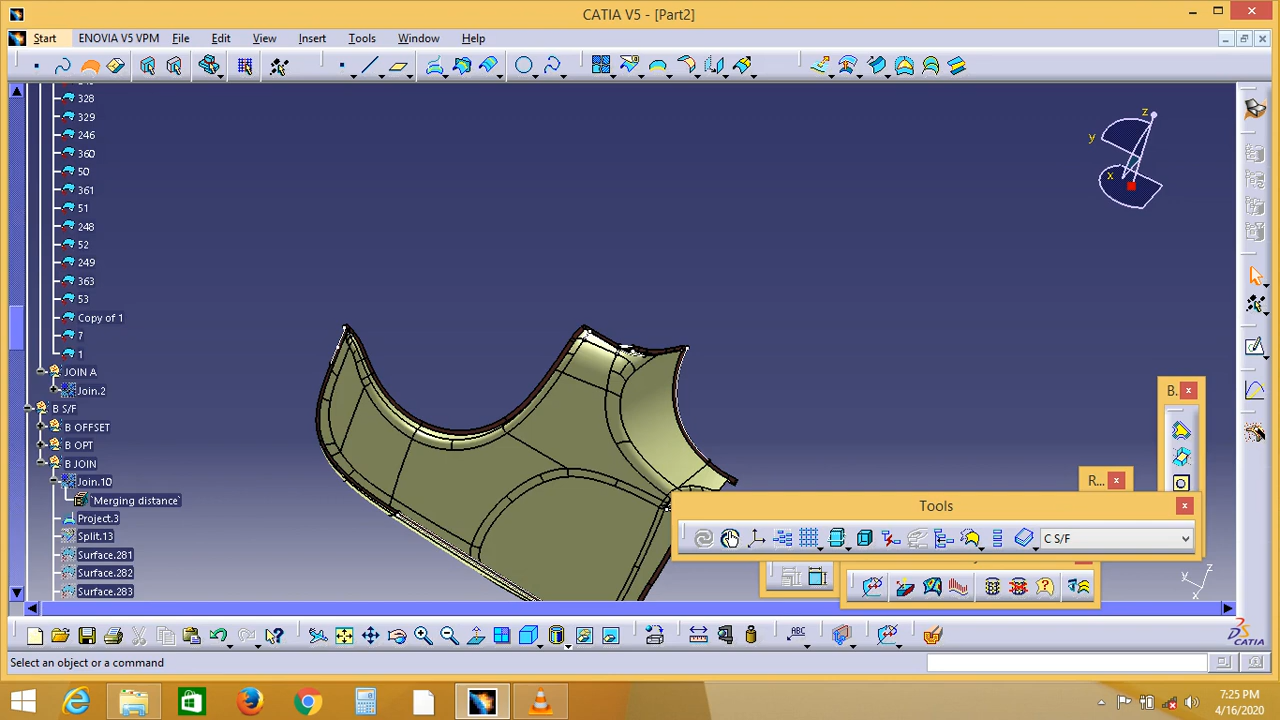 CATIA V5 - [Part2]
Start ENOVIA V5 VPM File Edit View Insert Tools Window Help
328
329
246
360
50
361
51
248
52
249
363
53
Copy of 1
7
1
JOIN A
Join.2
B S/F
B OFFSET
B OPT
B JOIN
Join.10
`Merging distance`
Project.3
Split.13
Surface.281
Surface.282
Surface.283
z
y
x
B.
R...
Tools
C S/F
z
y
x
ABC
CATIA
Select an object or a command
7:25 PM
4/16/2020